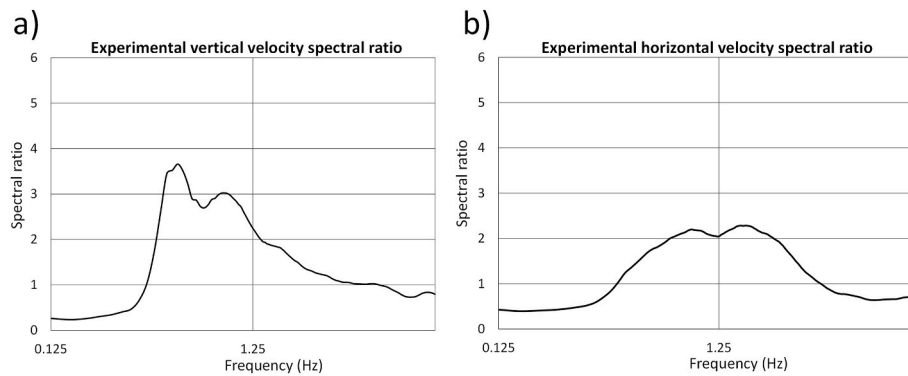 a)
Experimental vertical velocity spectral ratio
6
5
4
3
2
1
0
Spectral ratio
0.125
1.25
Frequency (Hz)
b)
Experimental horizontal velocity spectral ratio
6
5
4
3
2
1
0
Spectral ratio
0.125
1.25
Frequency (Hz)